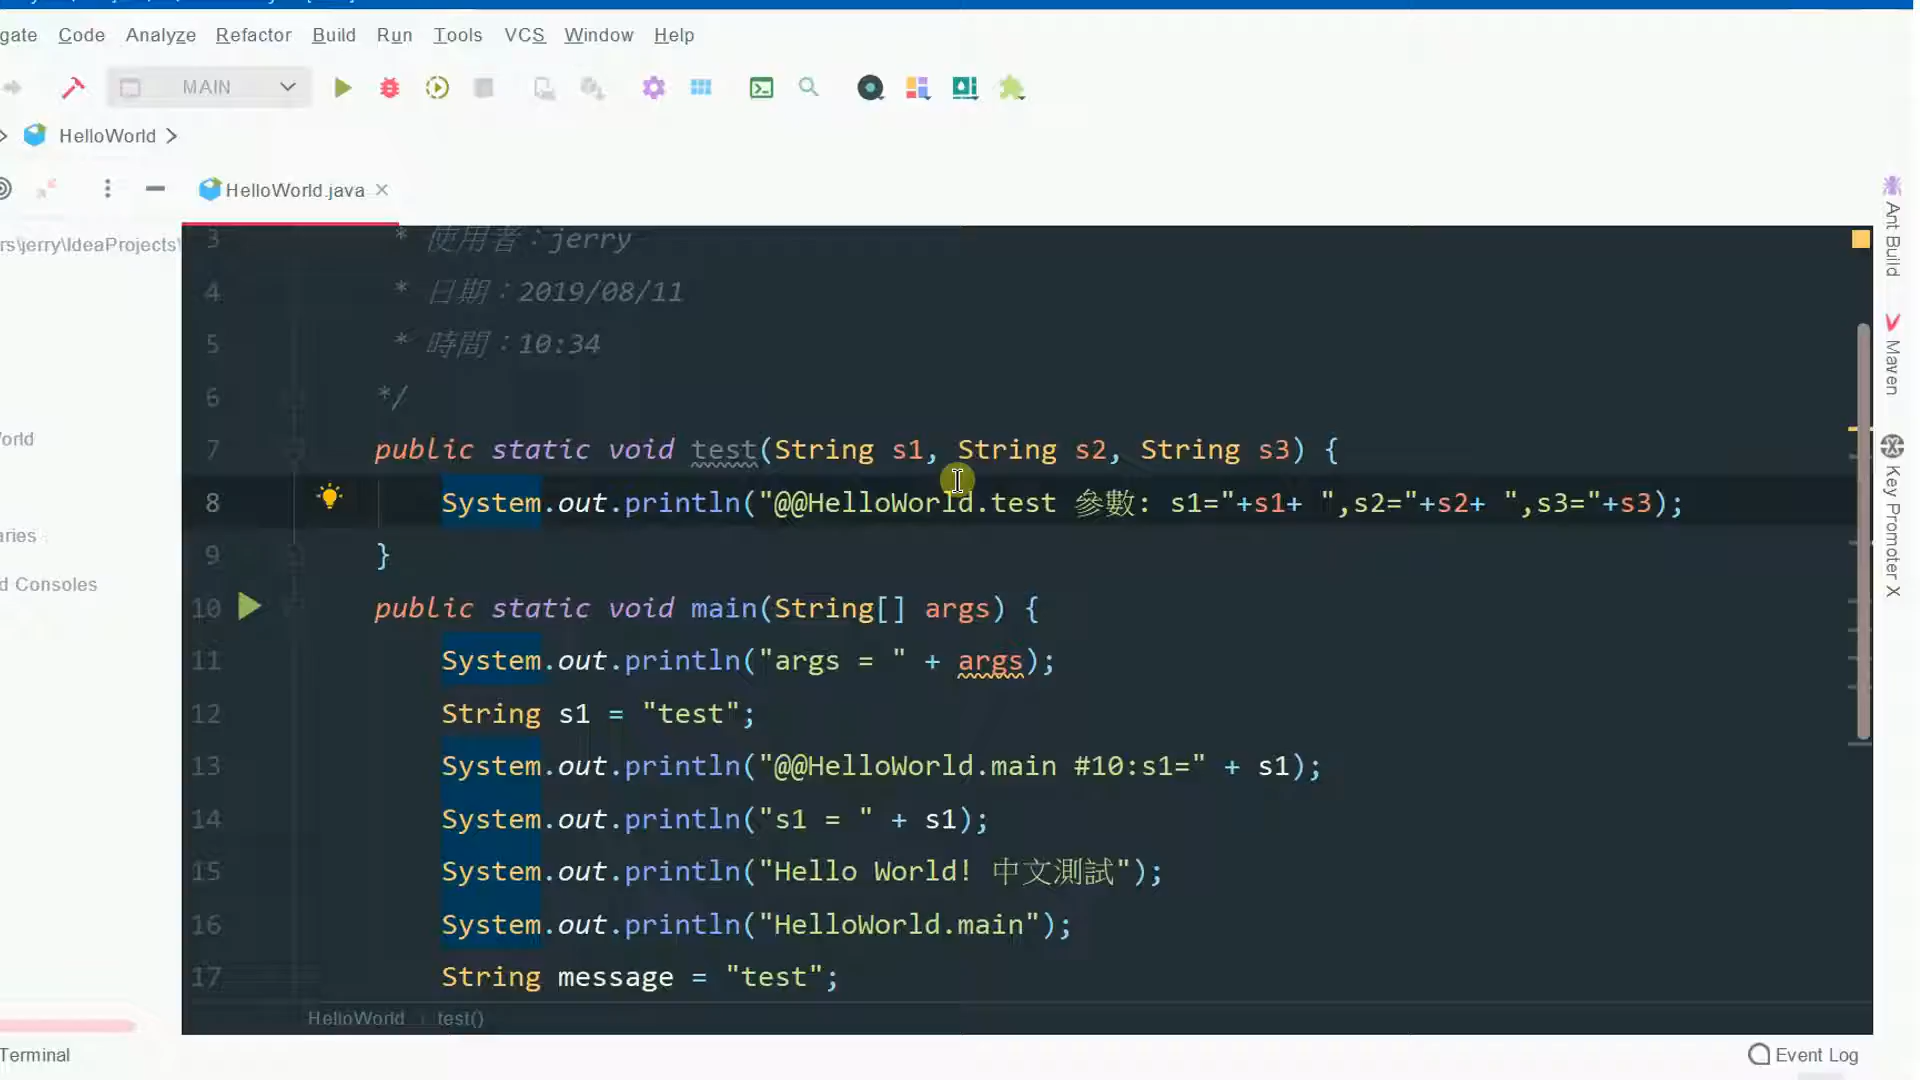 gate Code Analyze Refactor Build Run Tools VCS Window Help
MAIN
HelloWorld
HelloWorld.java
rs\jerry\IdeaProjects\
3 * 使用者：jerry
4 * 日期：2019/08/11
5 * 時間：10:34
6 */
7 public static void test(String s1, String s2, String s3) {
8 System.out.println("@@HelloWorld.test 參數: s1="+s1+ ",s2="+s2+ ",s3="+s3);
9 }
10 public static void main(String[] args) {
11 System.out.println("args = " + args);
12 String s1 = "test";
13 System.out.println("@@HelloWorld.main #10:s1=" + s1);
14 System.out.println("s1 = " + s1);
15 System.out.println("Hello World! 中文測試");
16 System.out.println("HelloWorld.main");
17 String message = "test";
HelloWorld test()
orld
aries
d Consoles
Ant Build
Maven
Key Promoter X
Terminal
Event Log